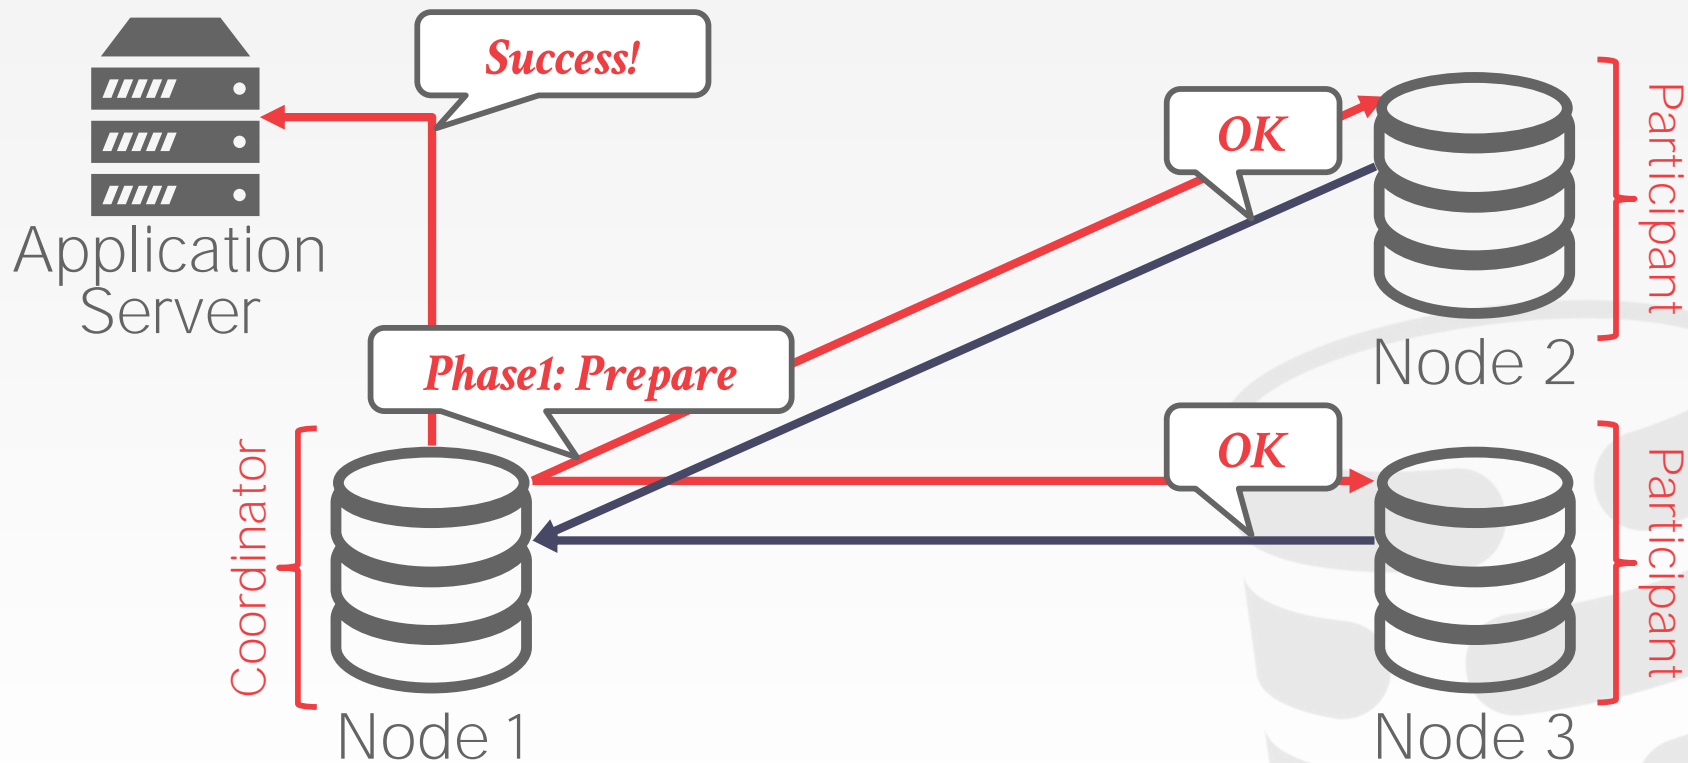 Success!
OK
Participant
Application
Server
Node 2
Phase1: Prepare
OK
Coordinator
Participant
Node 1
Node 3